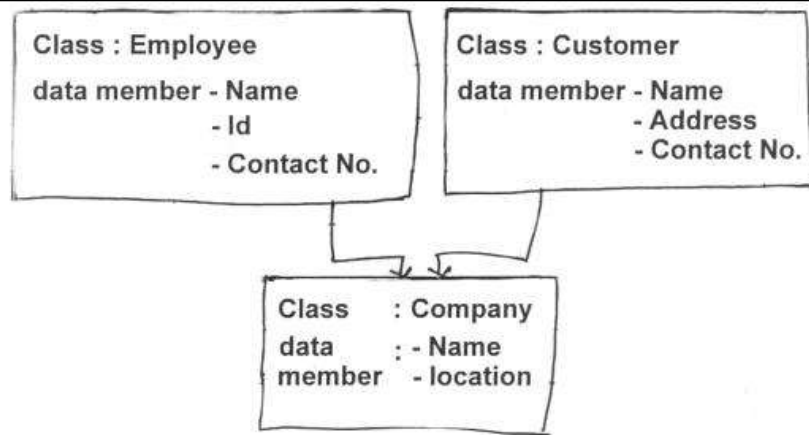 Class : Employee
data member - Name
- Id
- Contact No.
Class : Customer
data member - Name
- Address
- Contact No.
Class : Company
data : - Name
member - location